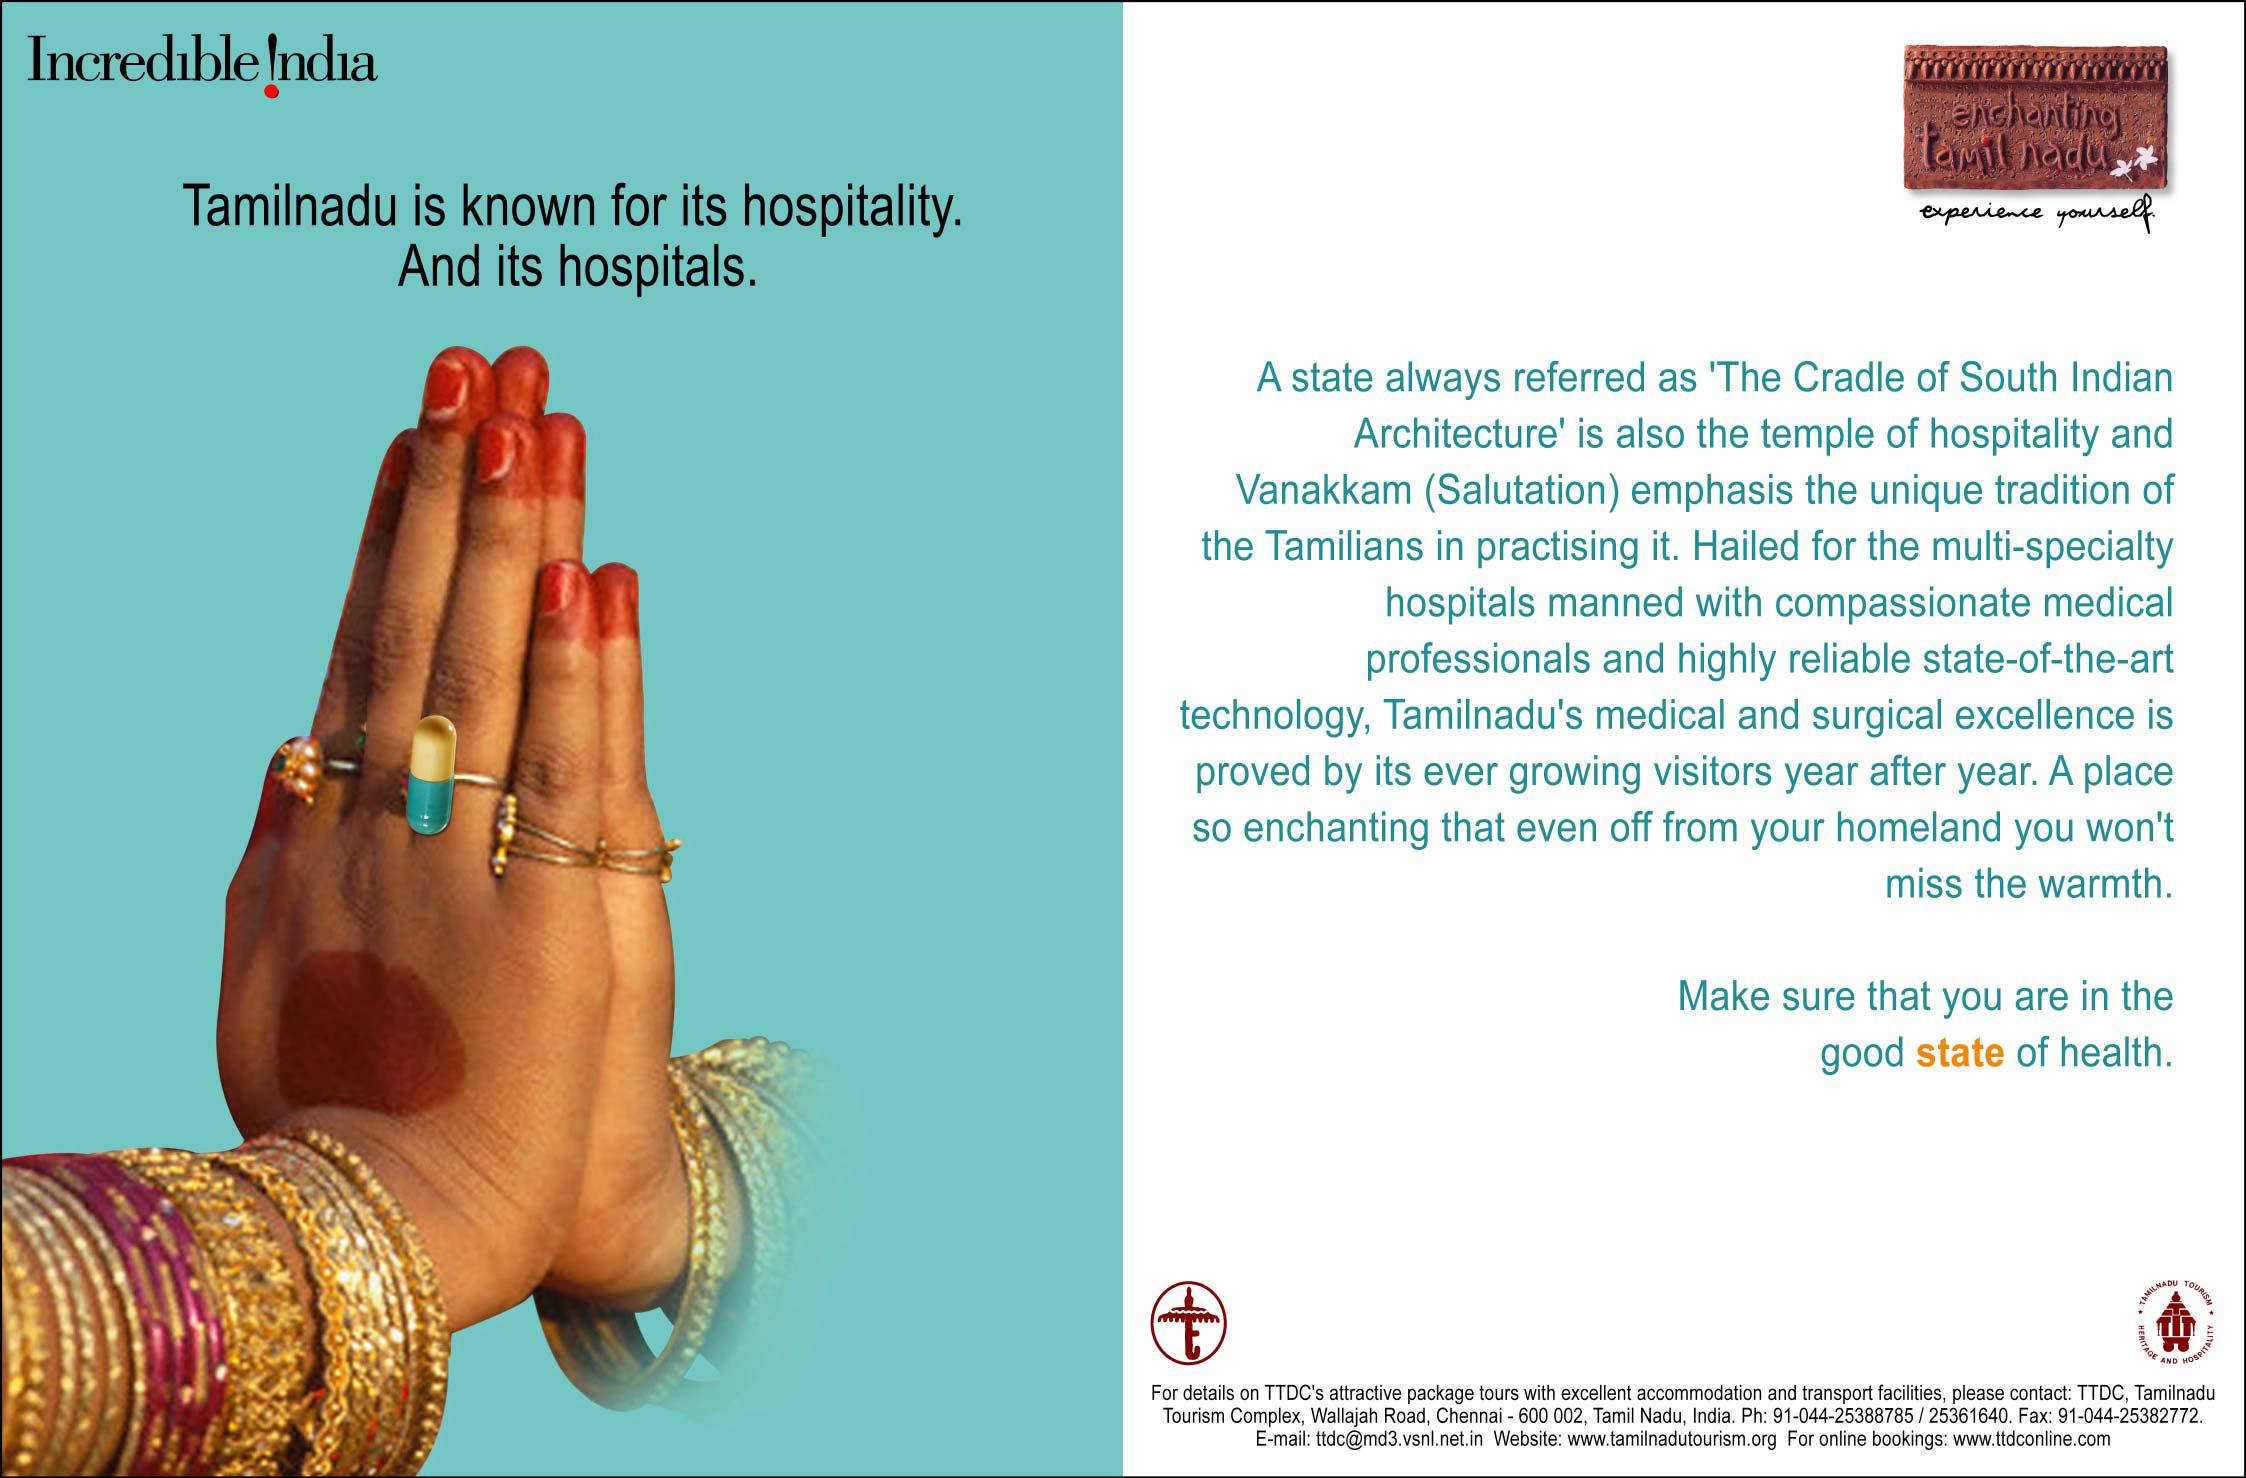 Incredible !ndia
Tamilnadu is known for its hospitality.
And its hospitals.
enchanting
tamil nadu
experience yourself.
A state always referred as 'The Cradle of South Indian
Architecture' is also the temple of hospitality and
Vanakkam (Salutation) emphasis the unique tradition of
the Tamilians in practising it. Hailed for the multi-specialty
hospitals manned with compassionate medical
professionals and highly reliable state-of-the-art
technology, Tamilnadu's medical and surgical excellence is
proved by its ever growing visitors year after year. A place
so enchanting that even off from your homeland you won't
miss the warmth.
Make sure that you are in the
good state of health.
TAMILNADU TOURISM
HERITAGE AND HOSPITALITY
For details on TTDC's attractive package tours with excellent accommodation and transport facilities, please contact: TTDC, Tamilnadu
Tourism Complex, Wallajah Road, Chennai - 600 002, Tamil Nadu, India. Ph: 91-044-25388785 / 25361640. Fax: 91-044-25382772.
E-mail: ttdc@md3.vsnl.net.in Website: www.tamilnadutourism.org For online bookings: www.ttdconline.com